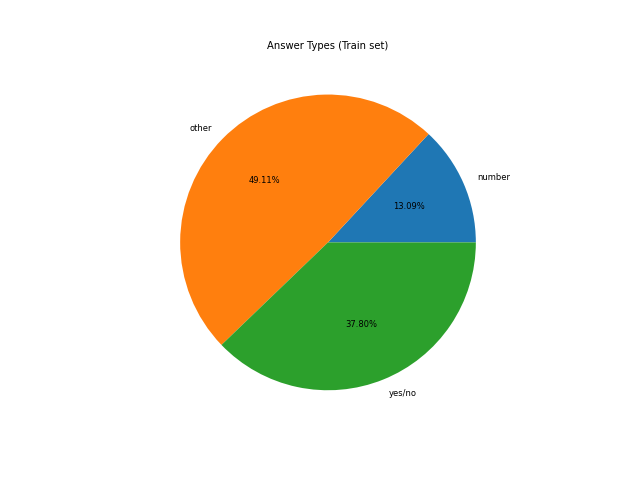 Answer Types (Train set)
other
number
49.11%
13.09%
37.80%
yes/no